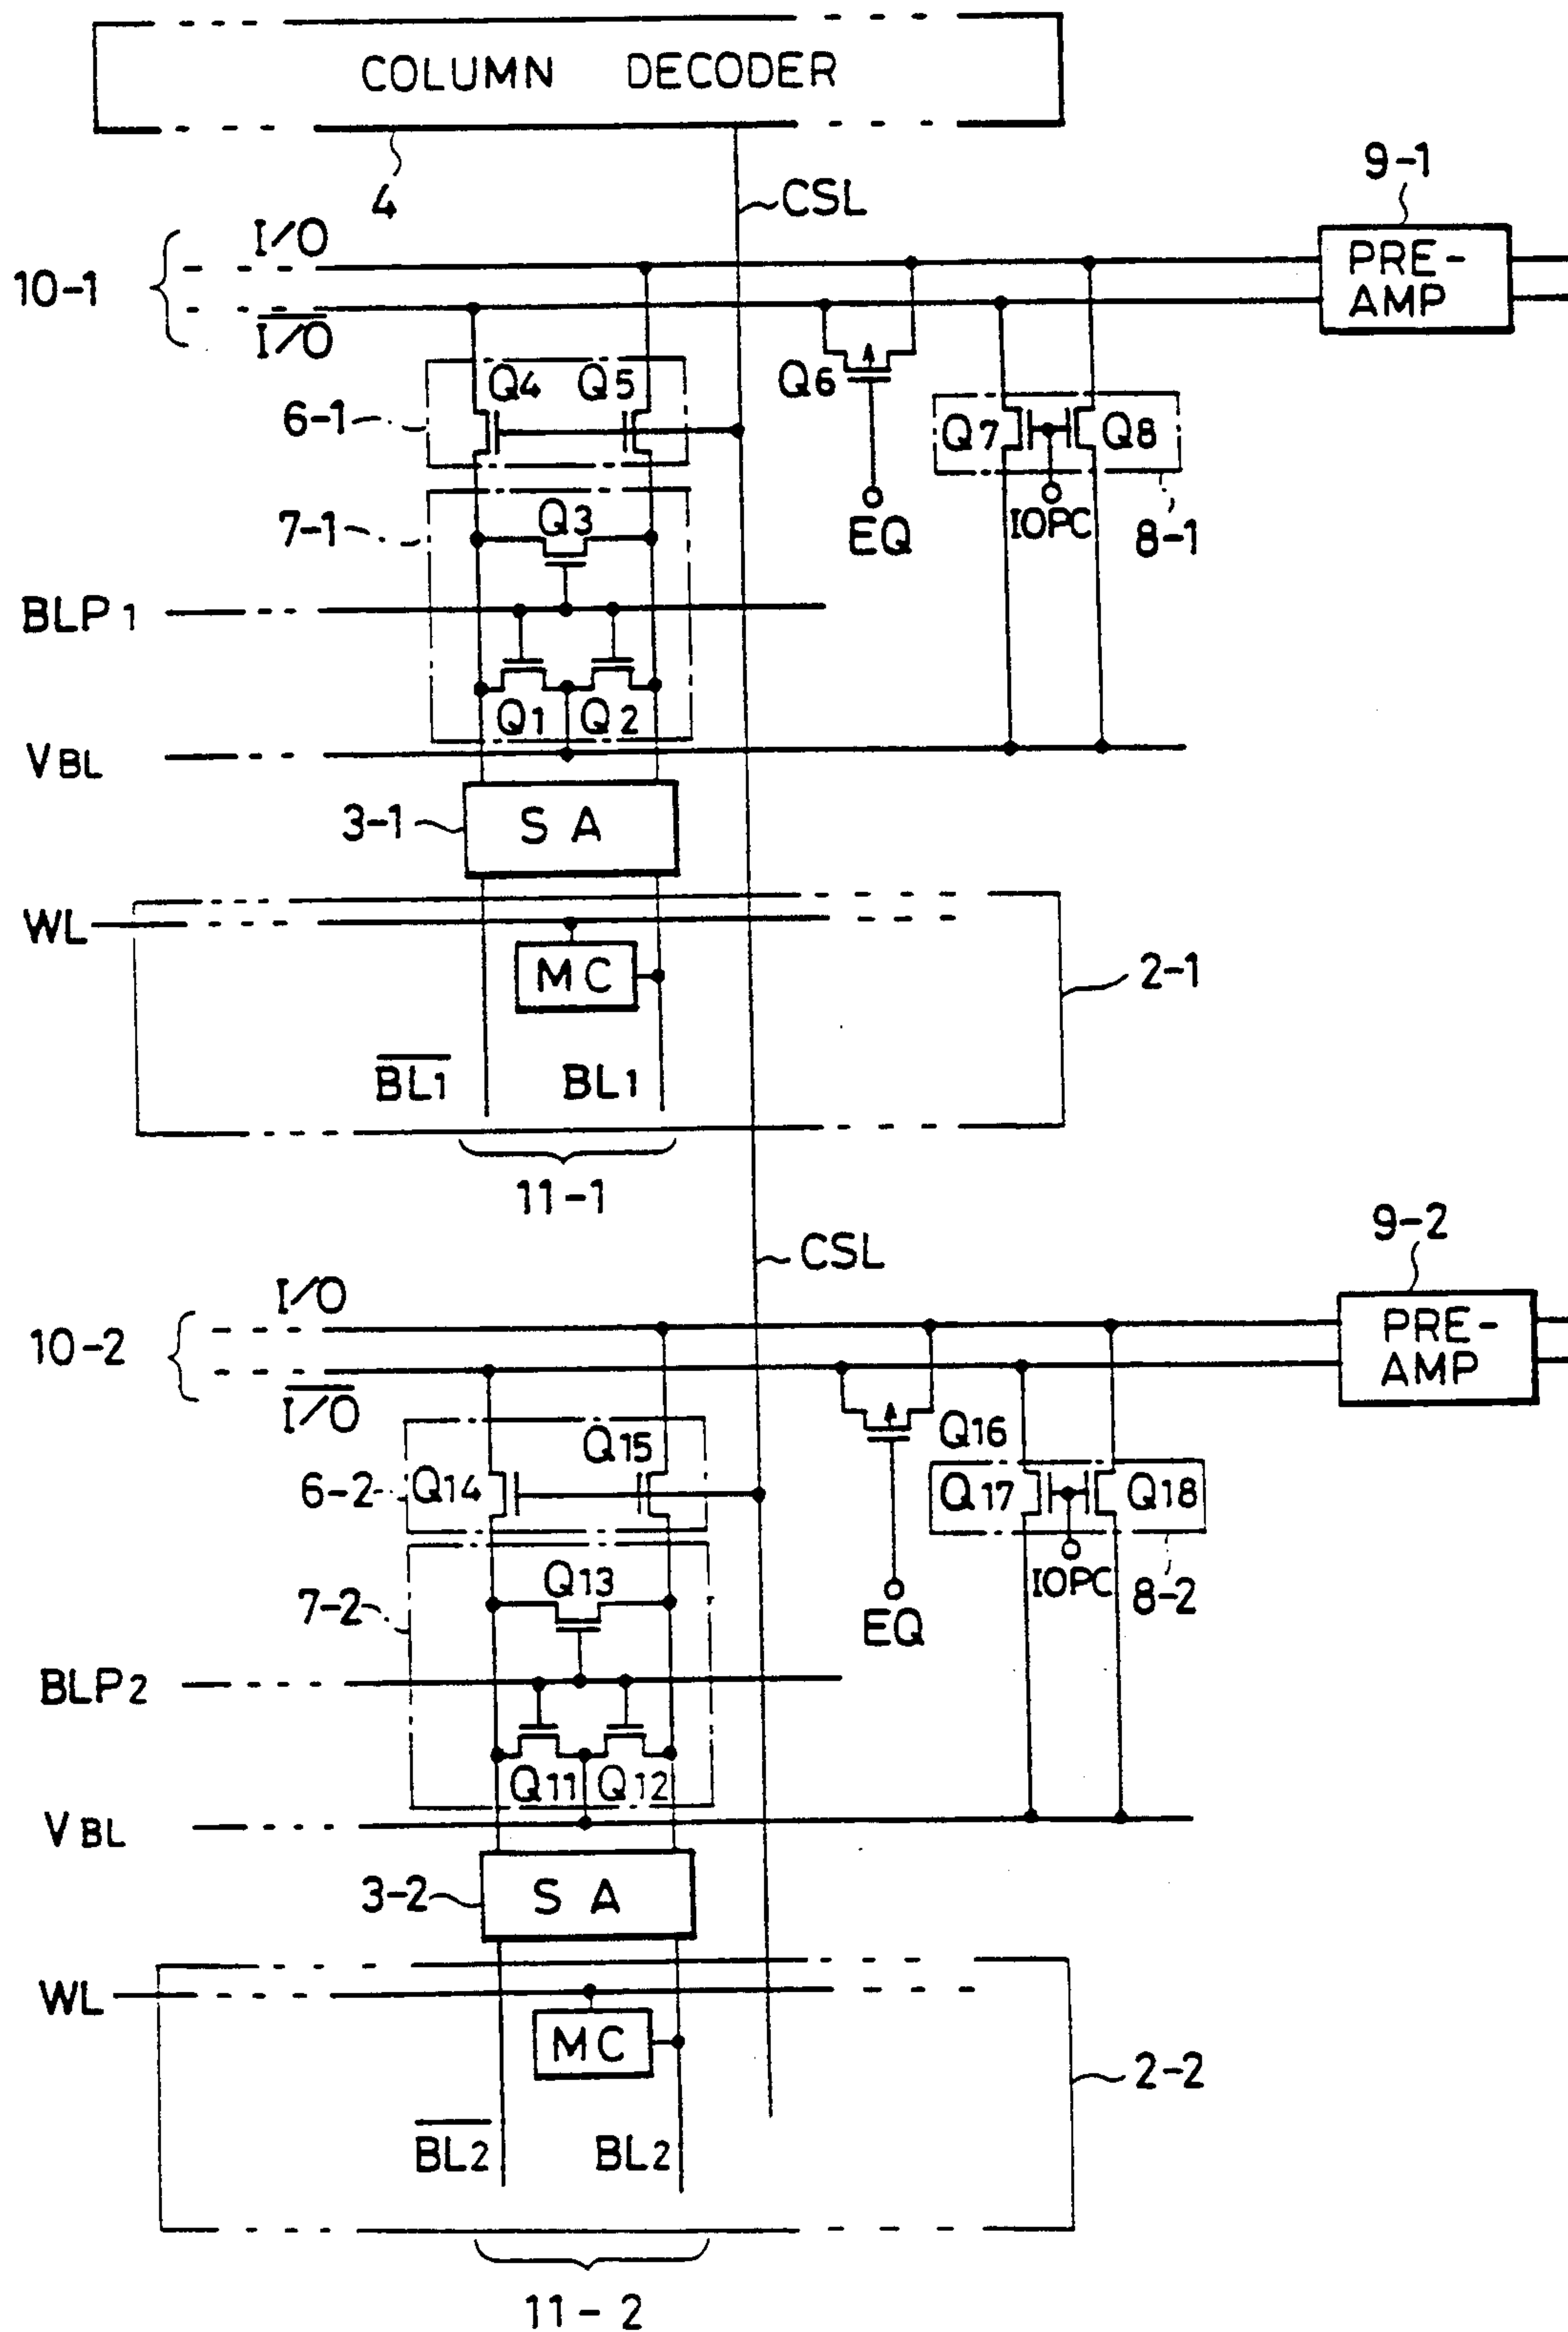 COLUMN DECODER
4
CSL
9-1
I/O
10-1
I/O
PRE-
AMP
Q4 Q5
6-1
Q6
Q7 Q8
EQ
IOPC
8-1
7-1
Q3
BLP1
Q1 Q2
VBL
3-1
SA
WL
MC
2-1
BL1 BL1
11-1
CSL
9-2
I/O
10-2
I/O
PRE-
AMP
Q15
6-2
Q14
Q16
Q17 Q18
EQ
IOPC
8-2
7-2
Q13
BLP2
Q11 Q12
VBL
3-2
SA
WL
MC
2-2
BL2 BL2
11-2